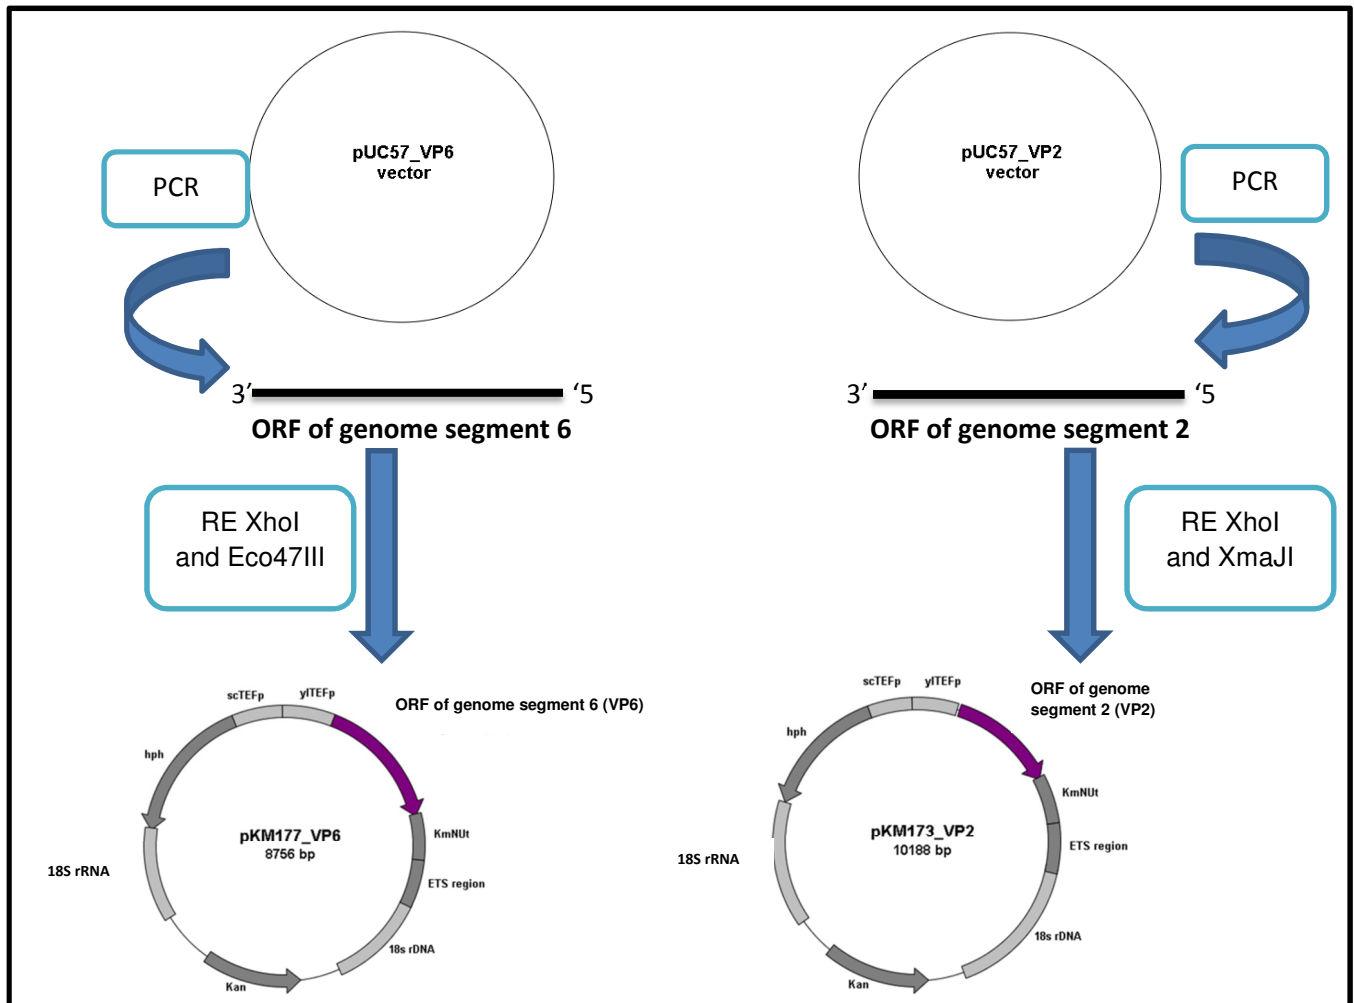 pUC57_VP6
vector
PCR
3′
‘5
ORF of genome segment 6
RE XhoI
and Eco47III
scTEFp
ylTEFp
ORF of genome segment 6 (VP6)
hph
pKM177_VP6
8756 bp
KmNUt
18S rRNA
ETS region
18s rDNA
Kan
pUC57_VP2
vector
PCR
3′
‘5
ORF of genome segment 2
RE XhoI
and XmaJI
scTEFp
ylTEFp
ORF of genome
segment 2 (VP2)
hph
KmNUt
pKM173_VP2
10188 bp
ETS region
18S rRNA
18s rDNA
Kan